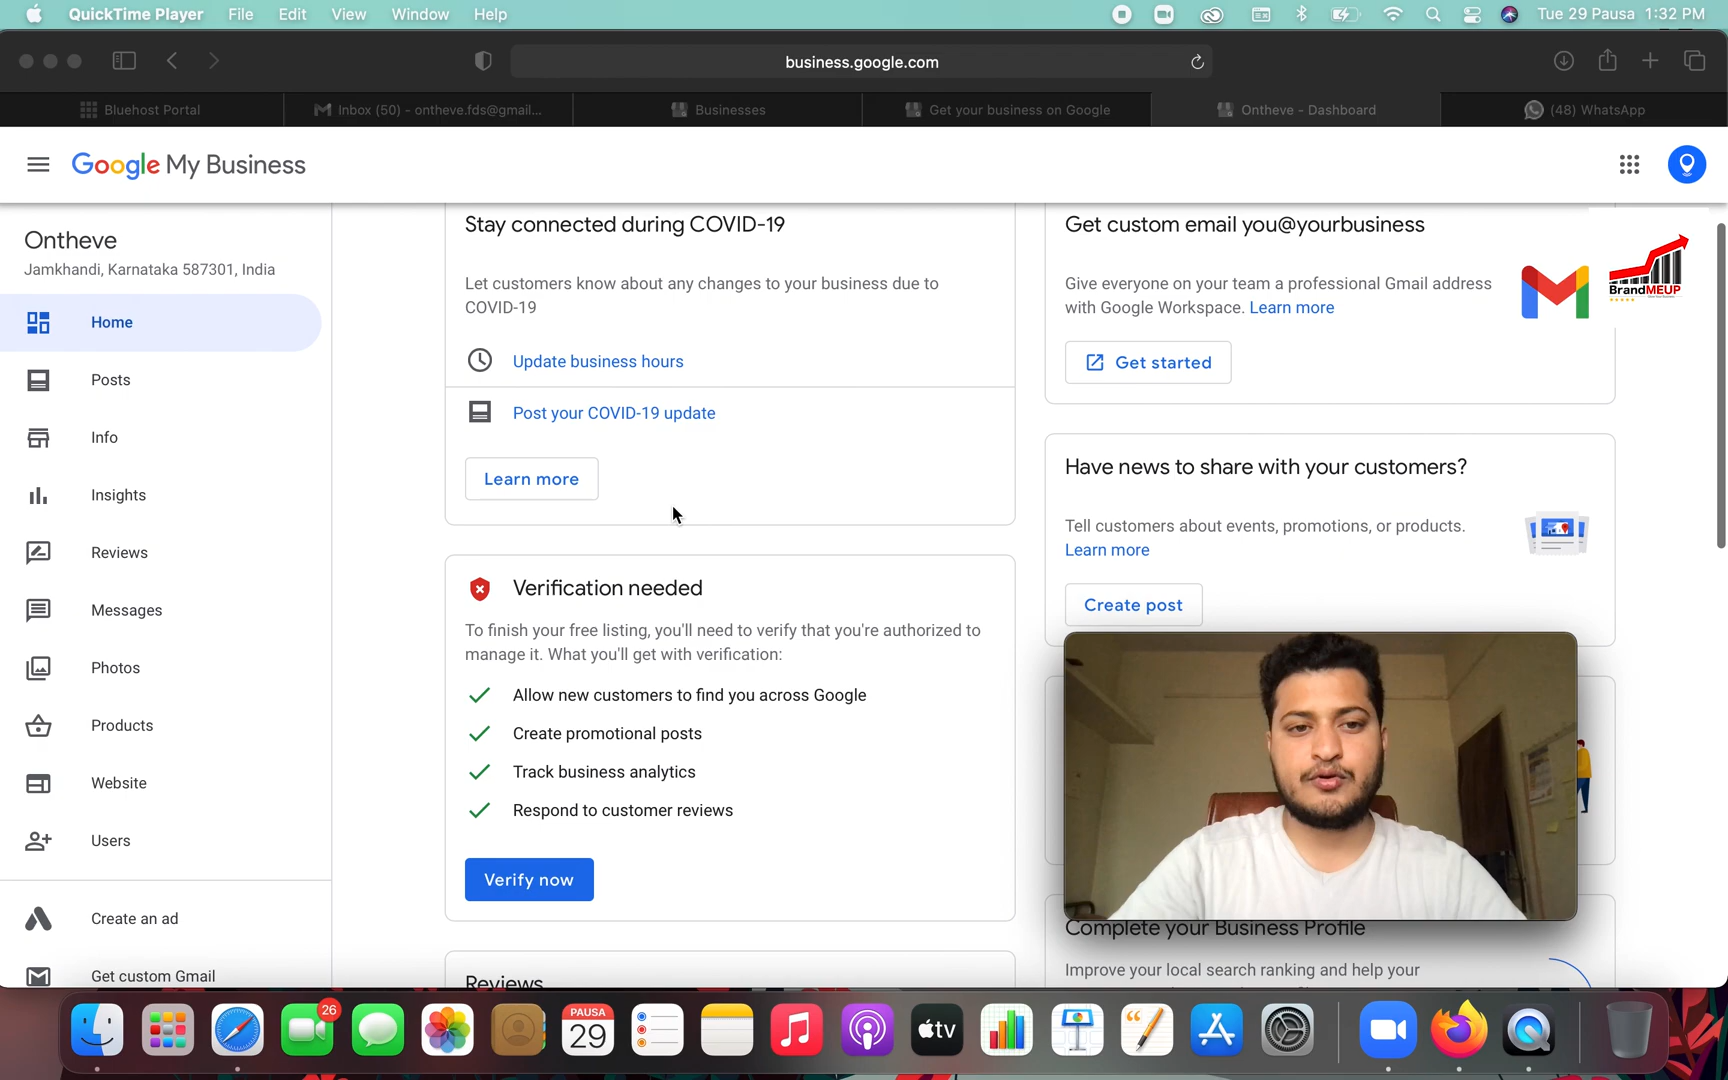 QuickTime Player File Edit View Window Help Tue 29 Pausa 1:32 PM
business.google.com
Bluehost Portal Inbox (50) - ontheve.fds@gmail... Businesses Get your business on Google Ontheve - Dashboard (48) WhatsApp
Google My Business
Ontheve
Jamkhandi, Karnataka 587301, India
Home
Posts
Info
Insights
Reviews
Messages
Photos
Products
Website
Users
Create an ad
Get custom Gmail
Stay connected during COVID-19
Let customers know about any changes to your business due to
COVID-19
Update business hours
Post your COVID-19 update
Learn more
Verification needed
To finish your free listing, you'll need to verify that you're authorized to
manage it. What you'll get with verification:
Allow new customers to find you across Google
Create promotional posts
Track business analytics
Respond to customer reviews
Verify now
Reviews
Get custom email you@yourbusiness
Give everyone on your team a professional Gmail address
with Google Workspace. Learn more
Get started
BrandMEUP
Have news to share with your customers?
Tell customers about events, promotions, or products.
Learn more
Create post
Complete your Business Profile
Improve your local search ranking and help your
26
PAUSA
29
tv